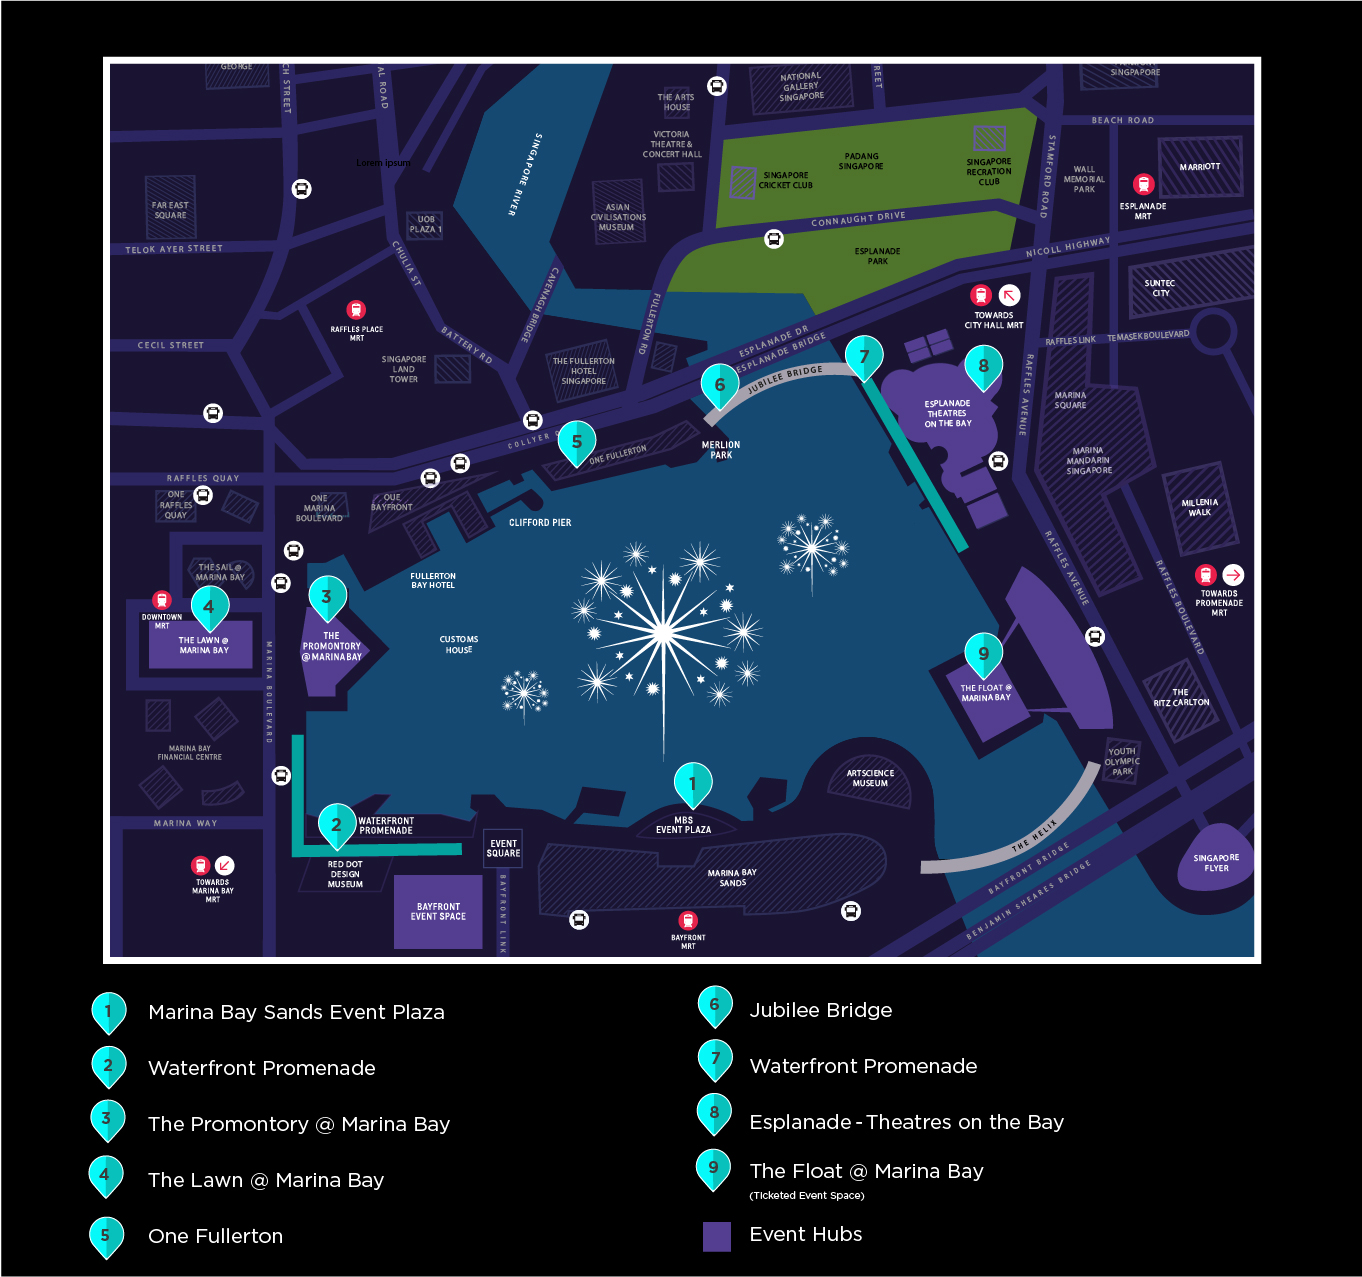 GEORGE
CH STREET
AL ROAD
SINGAPORE RIVER
THE ARTS
HOUSE
NATIONAL
GALLERY
SINGAPORE
REET
SINGPAPORE
BEACH ROAD
VICTORIA
THEATRE &
CONCERT HALL
Lorem ipsum
PADANG
SINGAPORE
SINGAPORE
CRICKET CLUB
SINGAPORE
RECRATION
CLUB
STAMFORD ROAD
WALL
MEMORIAL
PARK
MARRIOTT
ESPLANADE
MRT
FAR EAST
SQUARE
UOB
PLAZA 1
ASIAN
CIVILISATIONS
MUSEUM
CONNAUGHT DRIVE
TELOK AYER STREET
CHULIA ST
ESPLANADE
PARK
NICOLL HIGHWAY
SUNTEC
CITY
CAVENAGH BRIDGE
FULLERTON RD
RAFFLES PLACE
MRT
TOWARDS
CITY HALL MRT
CECIL STREET
BATTERY RD
ESPLANADE DR
ESPLANADE BRIDGE
RAFFLES LINK
TEMASEK BOULEVARD
SINGAPORE
LAND
TOWER
THE FULLERTON
HOTEL
SINGAPORE
6
JUBILEE BRIDGE
7
8
ESPLANADE
THEATRES
ON THE BAY
RAFFLES AVENUE
MARINA
SQUARE
COLLYER
5
ONE FULLERTON
MERLION
PARK
MARINA
MANDARIN
SINGAPORE
RAFFLES QUAY
ONE
RAFFLES
QUAY
ONE
MARINA
BOULEVARD
OUE
BAYFRONT
CLIFFORD PIER
MILLENIA
WALK
THE SAIL @
MARINA BAY
FULLERTON
BAY HOTEL
RAFFLES AVENUE
RAFFLES BOULEVARD
TOWARDS
PROMENADE
MRT
DOWNTOWN
MRT
4
THE LAWN @
MARINA BAY
3
THE
PROMONTORY
@ MARINA BAY
CUSTOMS
HOUSE
MARINA BOULEVARD
9
THE FLOAT @
MARINA BAY
THE
RITZ CARLTON
MARINA BAY
FINANCIAL CENTRE
YOUTH
OLYMPIC
PARK
1
MBS
EVENT PLAZA
ARTSCIENCE
MUSEUM
MARINA WAY
2
WATERFRONT
PROMENADE
EVENT
SQUARE
THE HELIX
BAYFRONT BRIDGE
BENJAMIN SHEARES BRIDGE
SINGAPORE
FLYER
RED DOT
DESIGN
MUSEUM
MARINA BAY
SANDS
TOWARDS
MARINA BAY
MRT
BAYFRONT
EVENT SPACE
BAYFRONT LINK
BAYFRONT
MRT
1 Marina Bay Sands Event Plaza
2 Waterfront Promenade
3 The Promontory @ Marina Bay
4 The Lawn @ Marina Bay
5 One Fullerton
6 Jubilee Bridge
7 Waterfront Promenade
8 Esplanade - Theatres on the Bay
9 The Float @ Marina Bay
(Ticketed Event Space)
Event Hubs